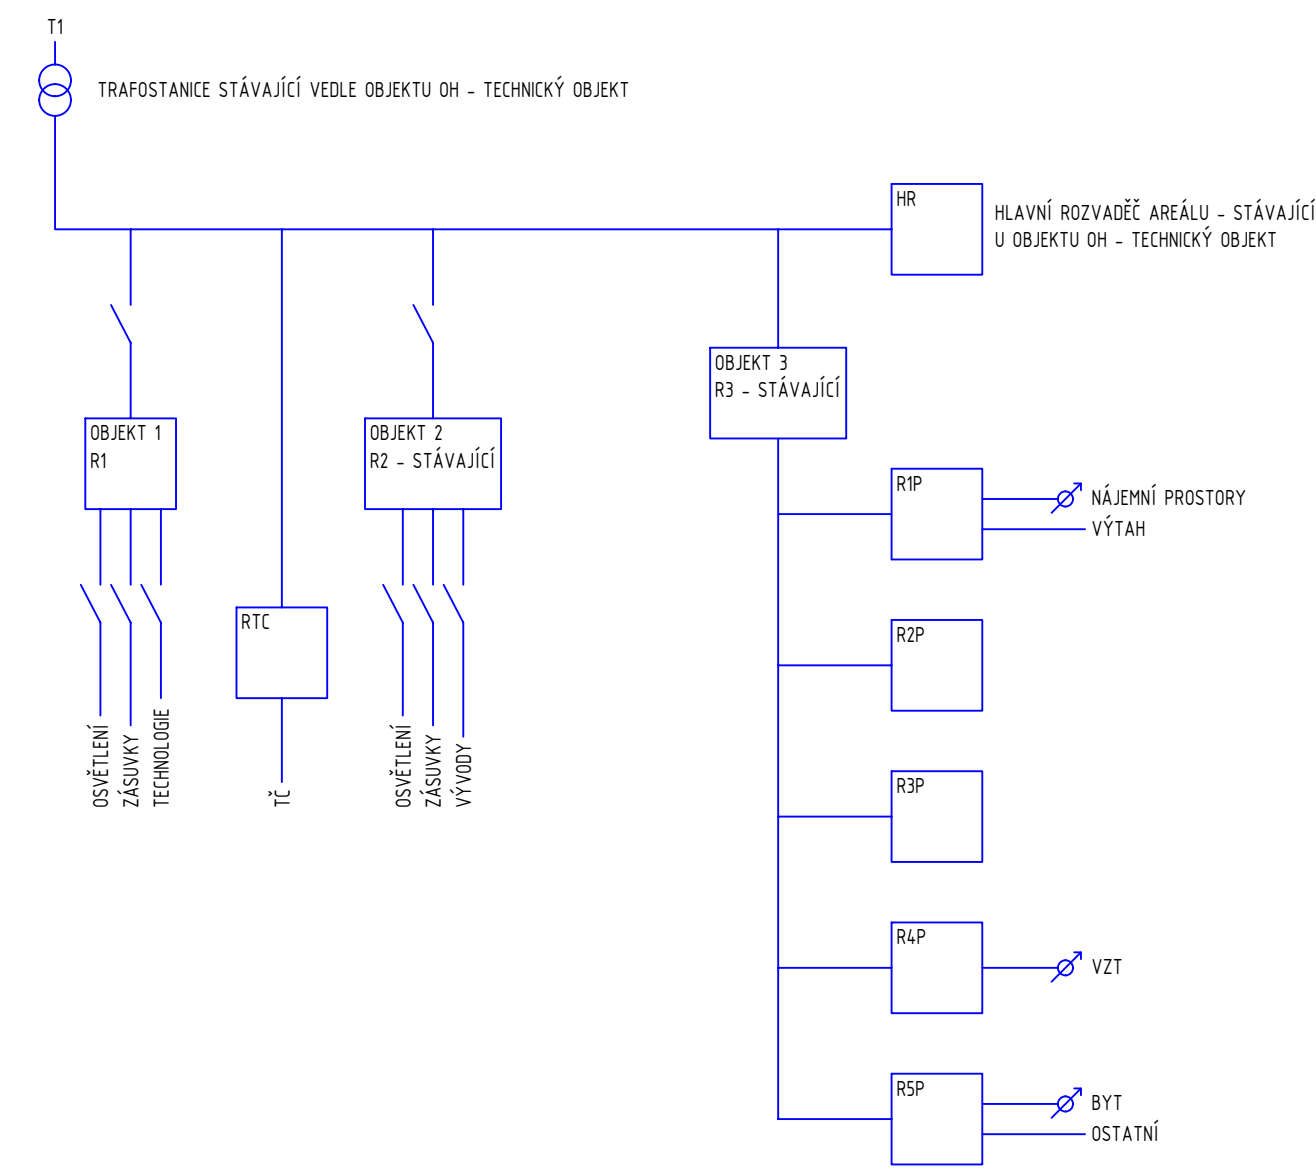 T1
TRAFOSTANICE STÁVAJÍCÍ VEDLE OBJEKTU OH - TECHNICKÝ OBJEKT
HR
HLAVNÍ ROZVADĚČ AREÁLU - STÁVAJÍCÍ
U OBJEKTU OH - TECHNICKÝ OBJEKT
OBJEKT 1
R1
OSVĚTLENÍ
ZÁSUVKY
TECHNOLOGIE
RTC
TČ
OBJEKT 2
R2 - STÁVAJÍCÍ
OSVĚTLENÍ
ZÁSUVKY
VÝVODY
OBJEKT 3
R3 - STÁVAJÍCÍ
R1P
NÁJEMNÍ PROSTORY
VÝTAH
R2P
R3P
R4P
VZT
R5P
BYT
OSTATNÍ